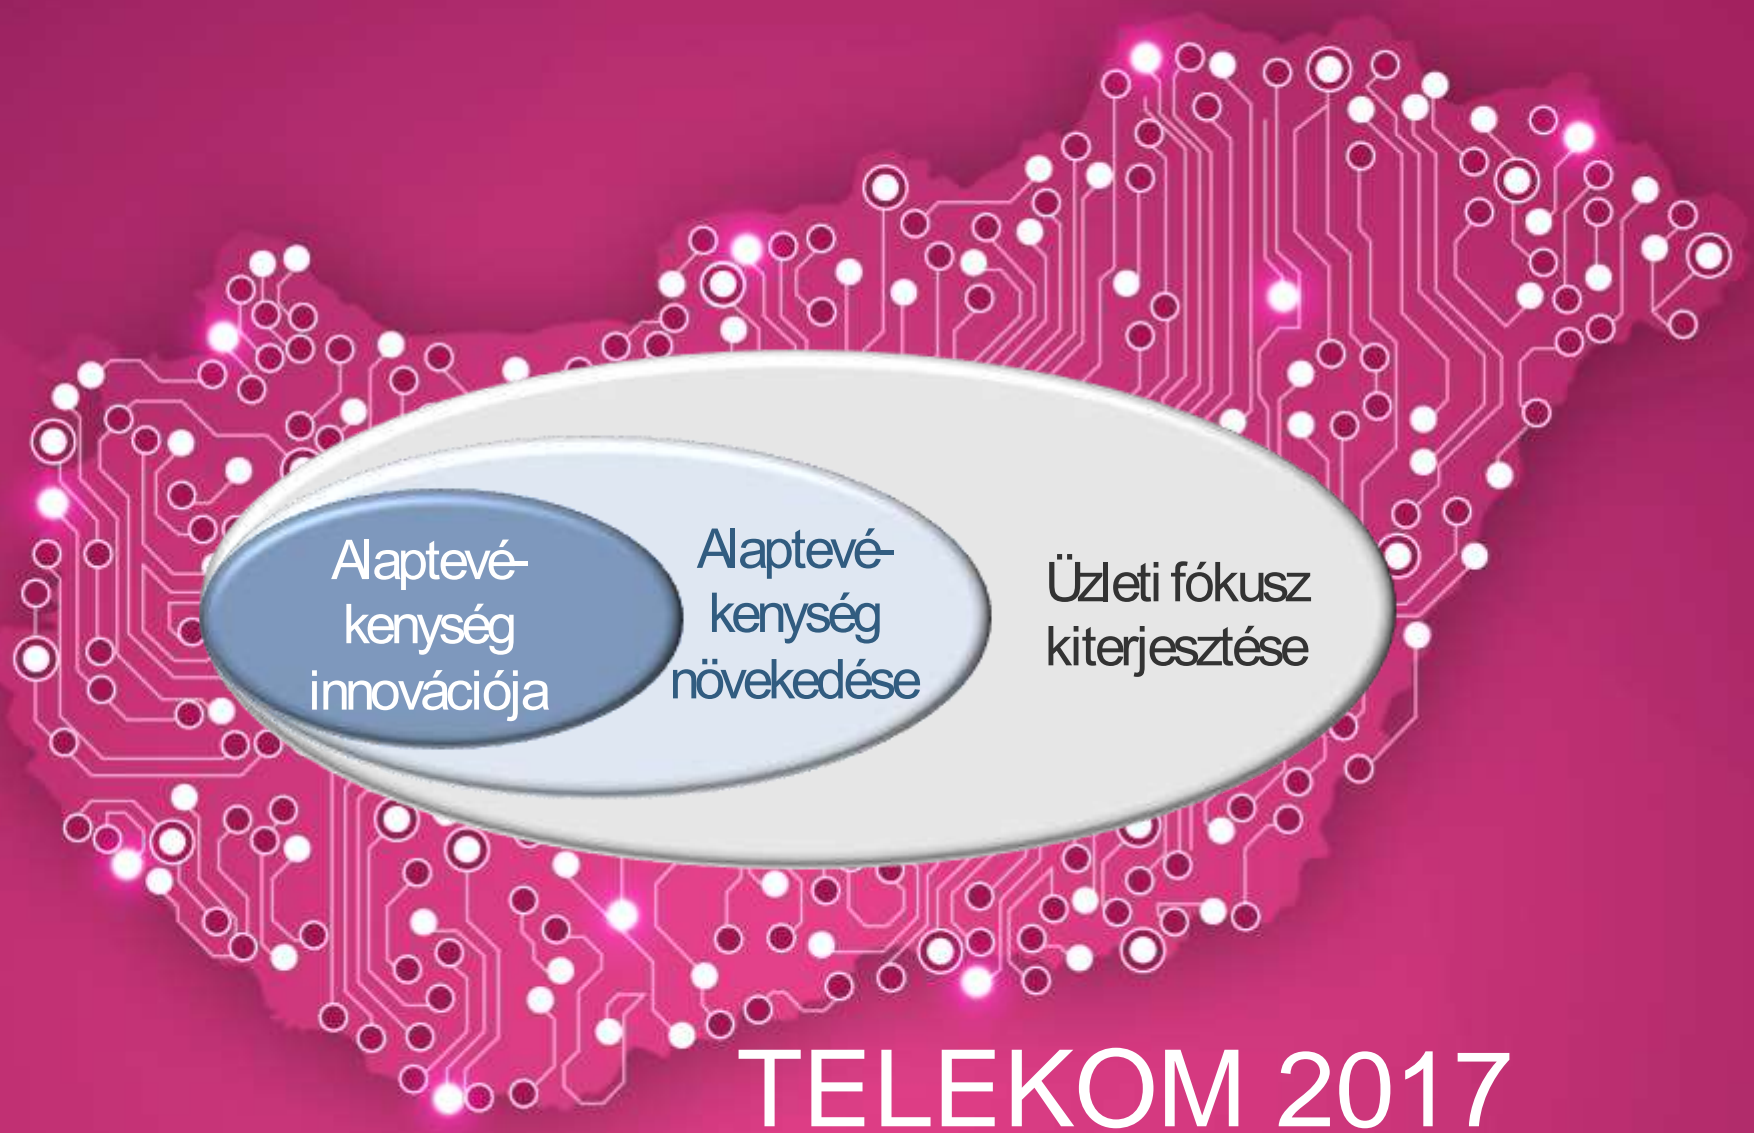 Alaptevé-
kenység
innovációja
Alaptevé-
kenység
növekedése
Üzleti fókusz
kiterjesztése
TELEKOM 2017